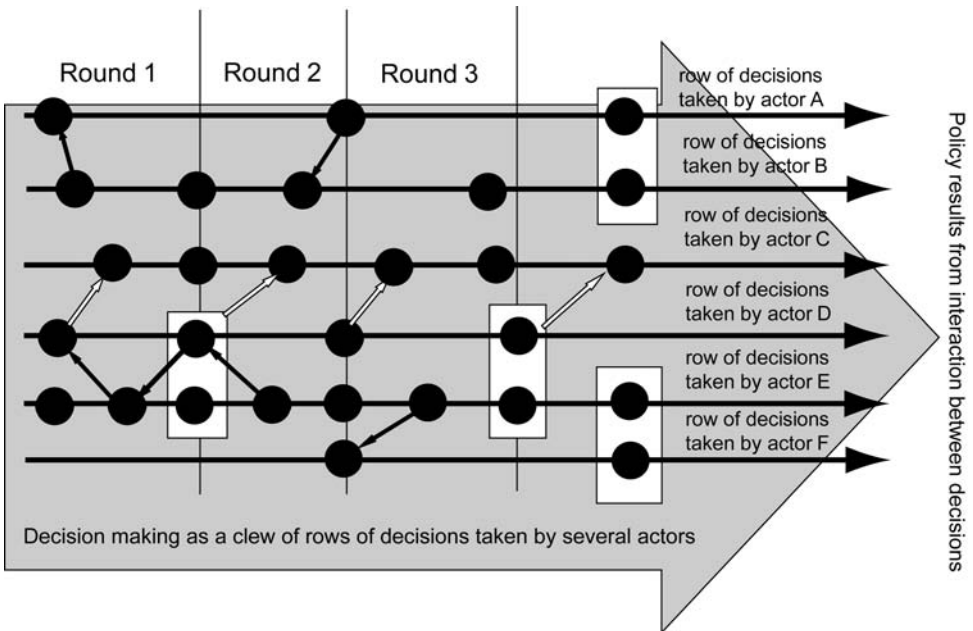 Round 1
Round 2
Round 3
row of decisions
taken by actor A
row of decisions
taken by actor B
row of decisions
taken by actor C
row of decisions
taken by actor D
row of decisions
taken by actor E
row of decisions
taken by actor F
Decision making as a clew of rows of decisions taken by several actors
Policy results from interaction between decisions